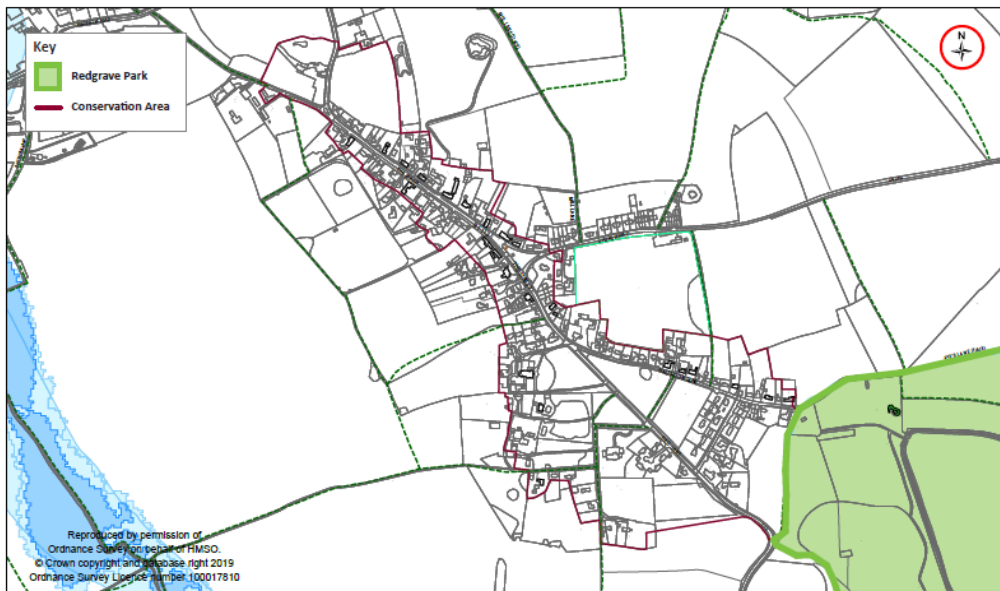 Key
Redgrave Park
Conservation Area
N
Reproduced by permission of
Ordnance Survey on behalf of HMSO.
© Crown copyright and database right 2019
Ordnance Survey Licence number 100017810